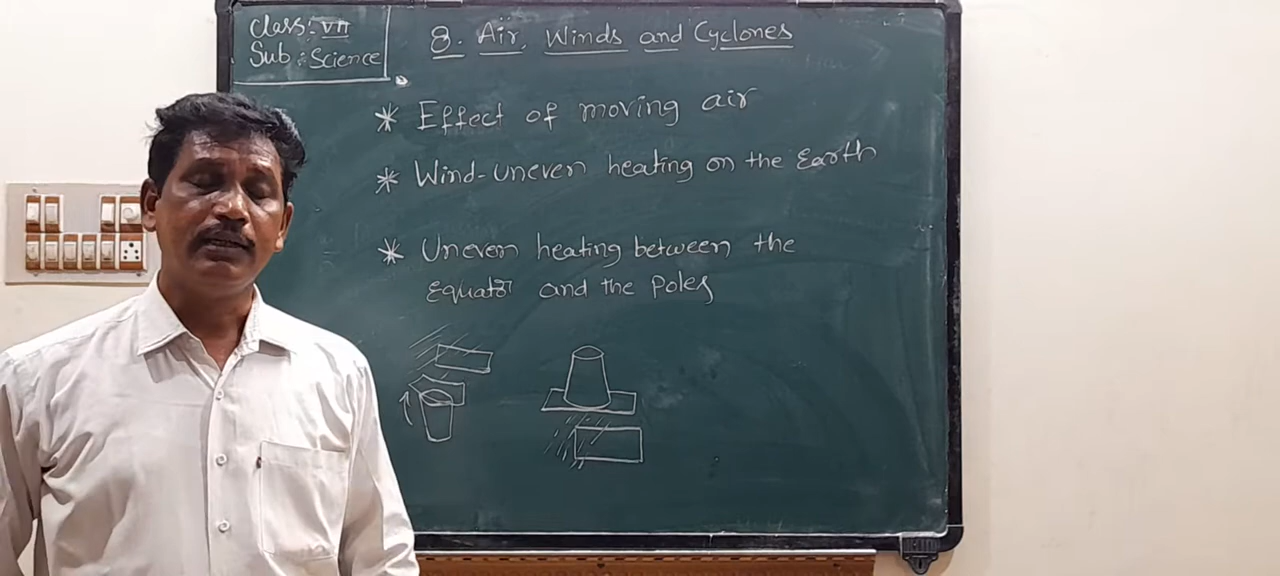 Class: VII
Sub: Science
8. Air, Winds and Cyclones
* Effect of moving air
* Wind-uneven heating on the Earth
* Uneven heating between the
Equator and the Poles